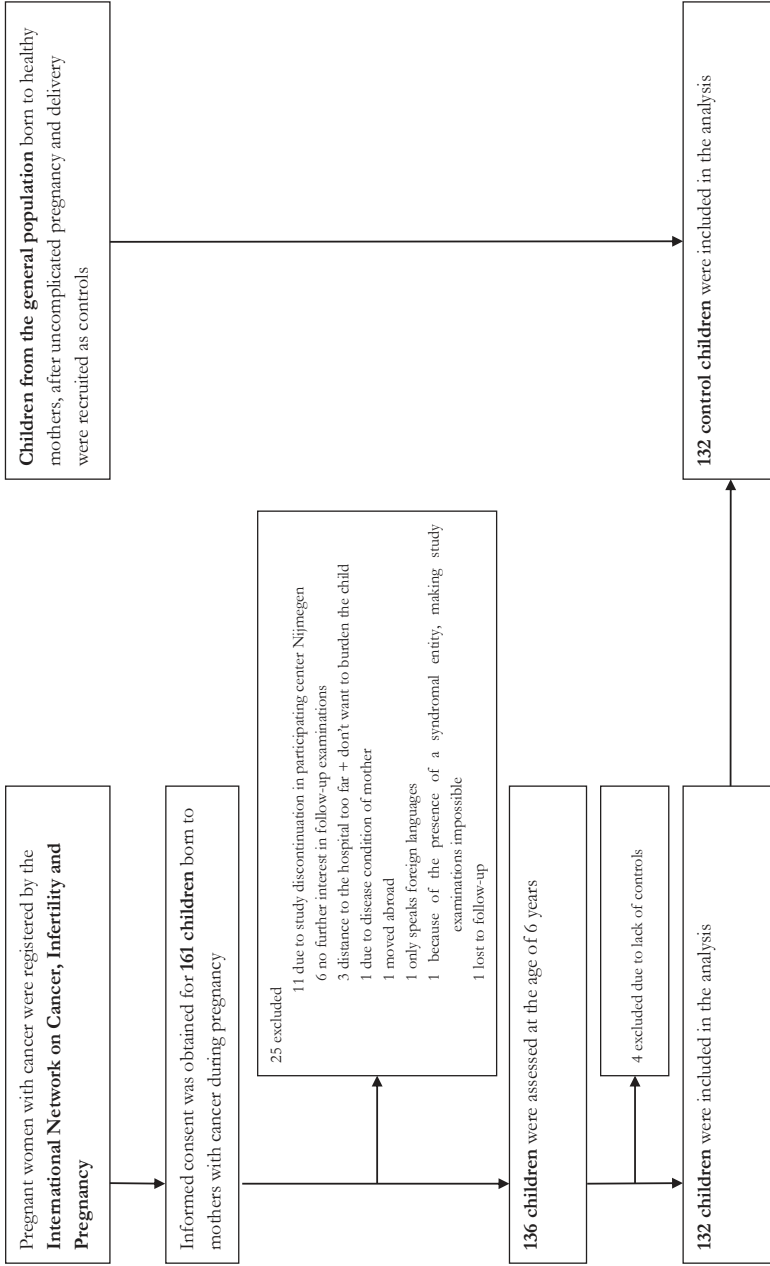 Pregnant women with cancer were registered by the
International Network on Cancer, Infertility and
Pregnancy
Children from the general population born to healthy
mothers, after uncomplicated pregnancy and delivery
were recruited as controls
Informed consent was obtained for 161 children born to
mothers with cancer during pregnancy
25 excluded
11 due to study discontinuation in participating center Nijmegen
6 no further interest in follow-up examinations
3 distance to the hospital too far + don't want to burden the child
1 due to disease condition of mother
1 moved abroad
1 only speaks foreign languages
1 because of the presence of a syndromal entity, making study
examinations impossible
1 lost to follow-up
136 children were assessed at the age of 6 years
4 excluded due to lack of controls
132 children were included in the analysis
132 control children were included in the analysis